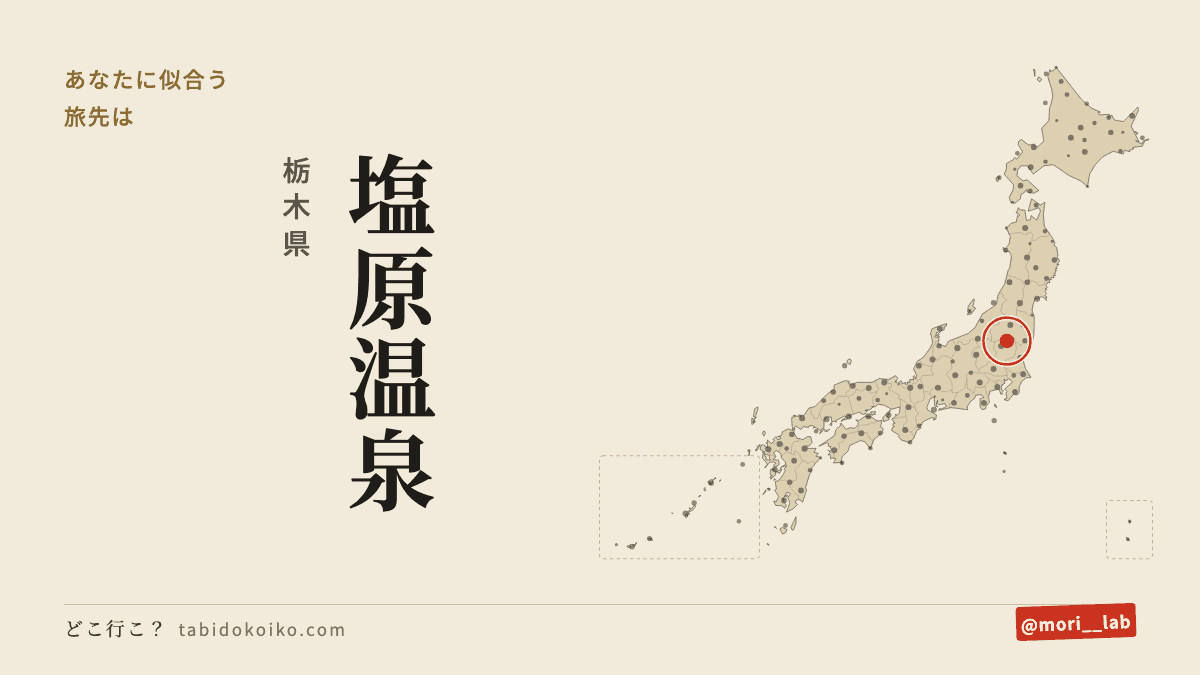 あなたに似合う
旅先は
塩原温泉
栃木県
どこ行こ？ tabidokoiko.com
@mori__lab